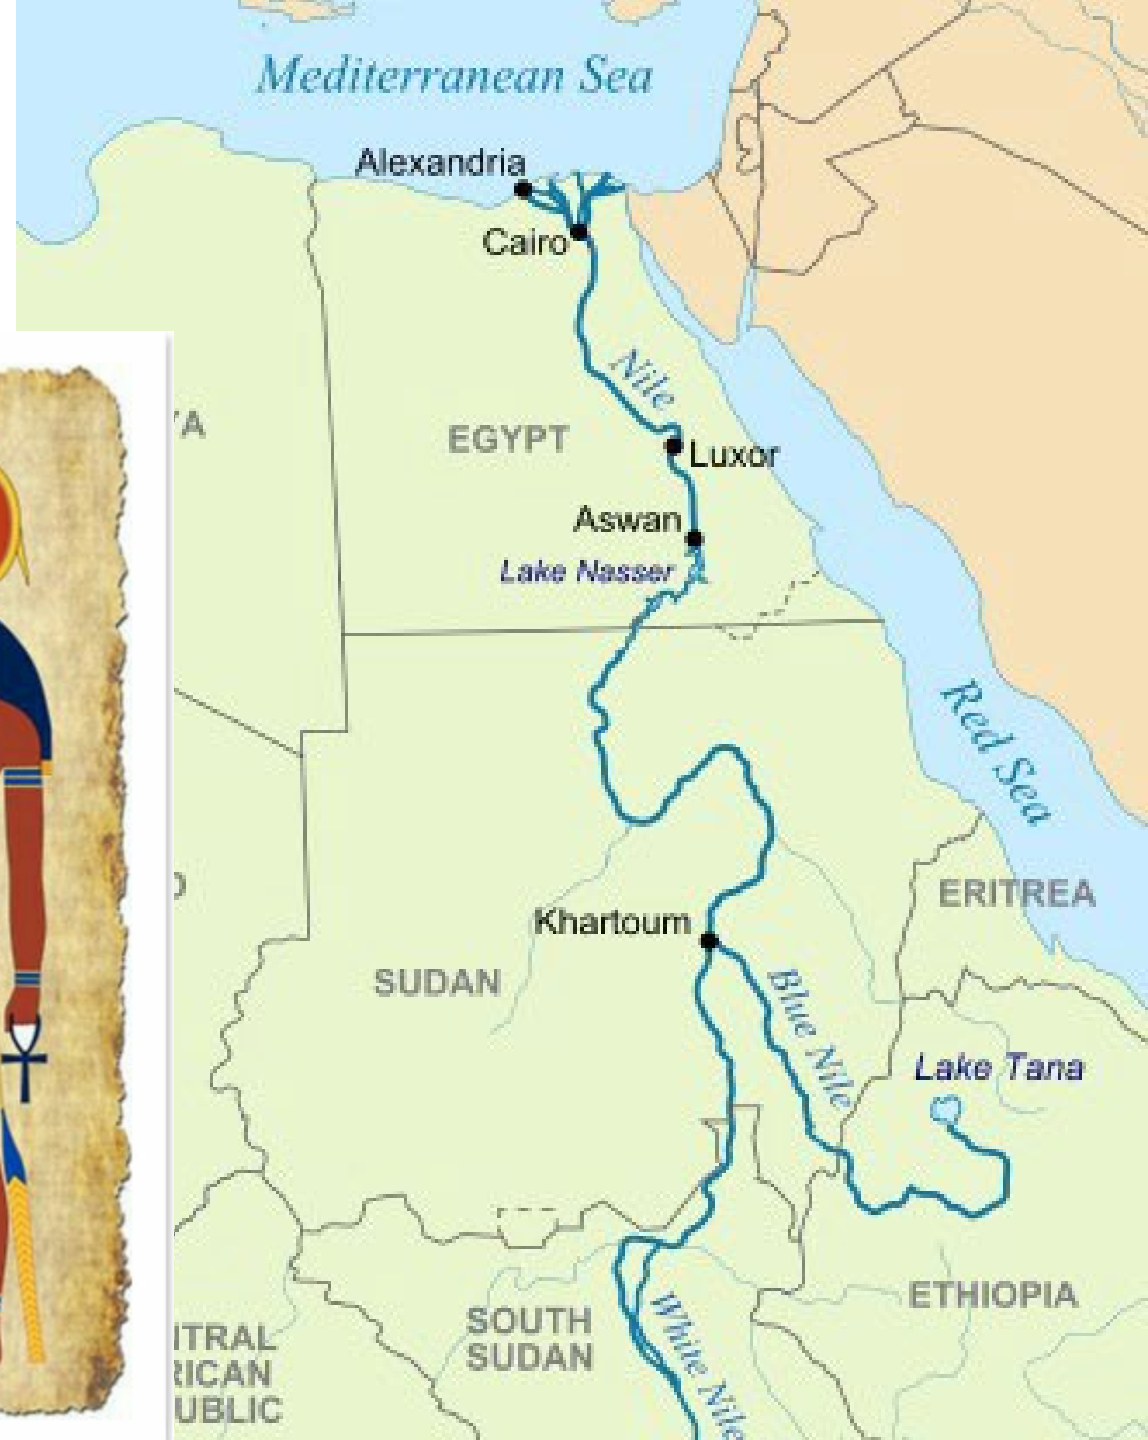 Mediterranean Sea
Alexandria
Cairo
Nile
EGYPT
Luxor
Aswan
Lake Nasser
Red Sea
ERITREA
Khartoum
SUDAN
Blue Nile
Lake Tana
ETHIOPIA
SOUTH
SUDAN
White Nile
UBLIC